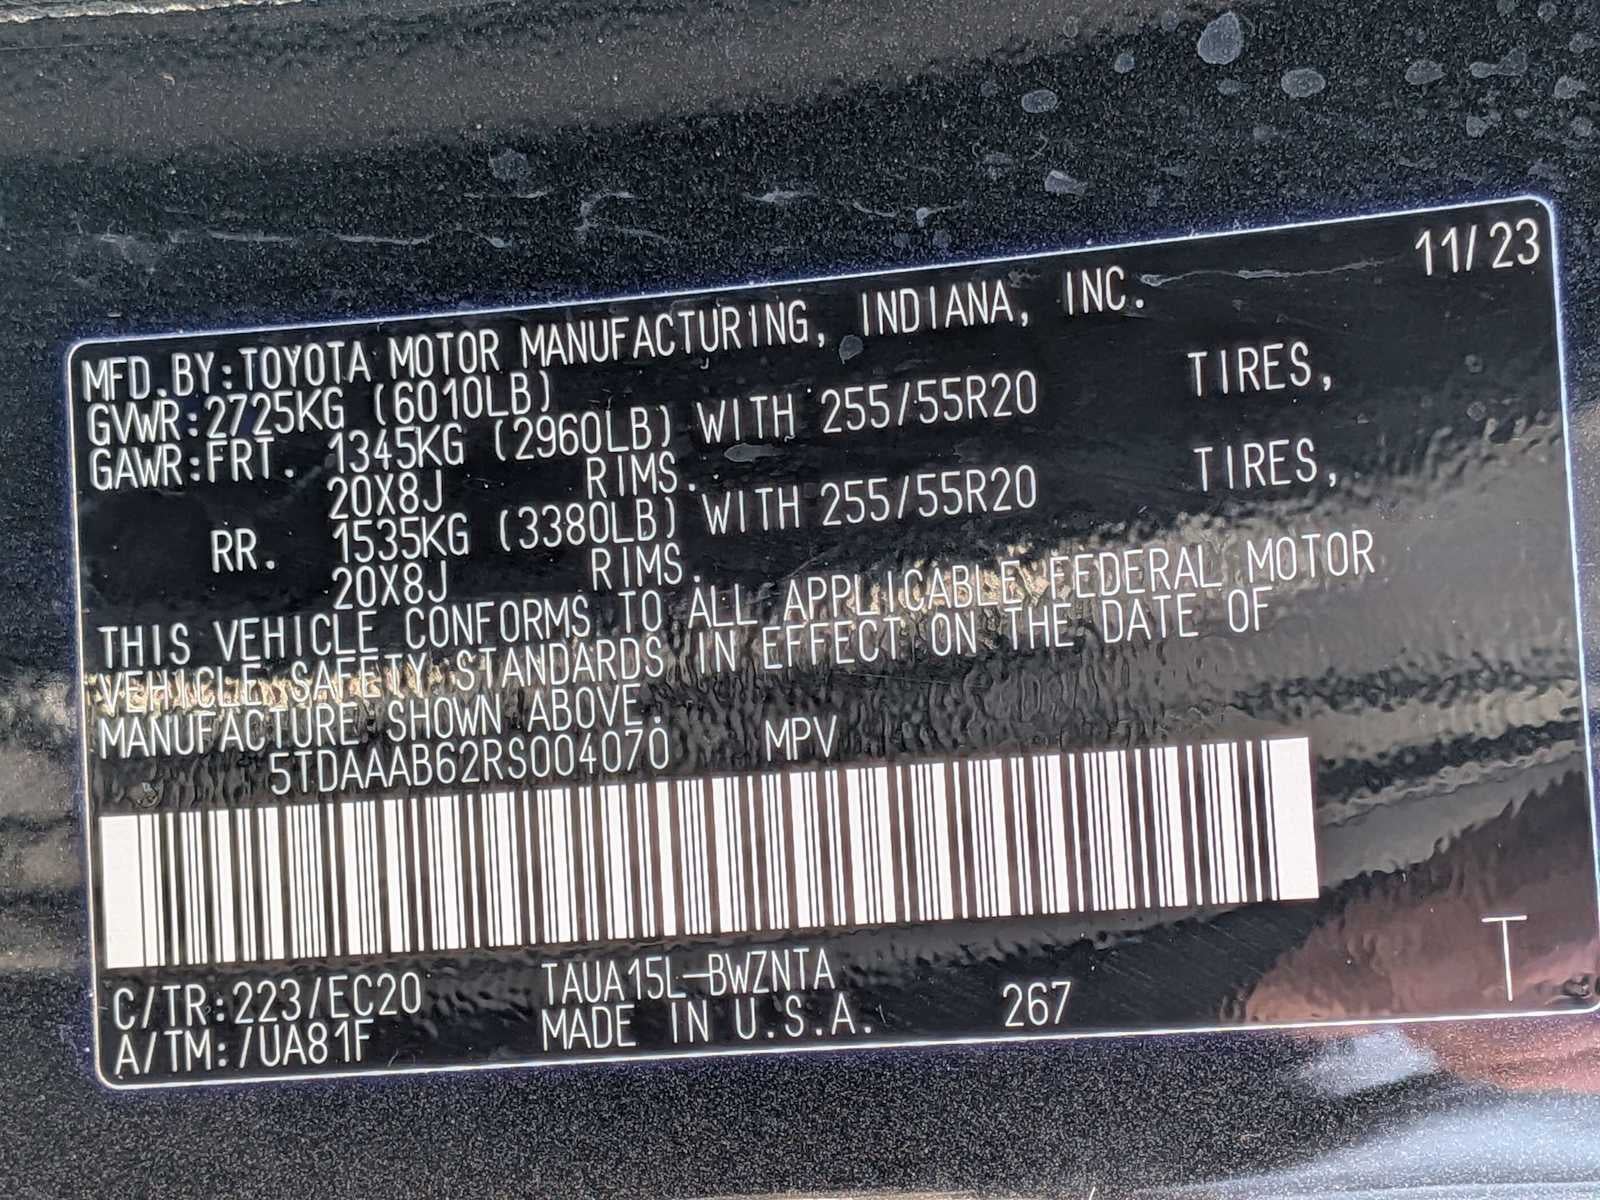 11/23
MFD.BY:TOYOTA MOTOR MANUFACTURING, INDIANA, INC.
GVWR:2725KG (6010LB)
GAWR:FRT. 1345KG (2960LB) WITH 255/55R20 TIRES,
20X8J RIMS.
RR. 1535KG (3380LB) WITH 255/55R20 TIRES,
20X8J RIMS.
THIS VEHICLE CONFORMS TO ALL APPLICABLE FEDERAL MOTOR
VEHICLE SAFETY STANDARDS IN EFFECT ON THE DATE OF
MANUFACTURE SHOWN ABOVE.
5TDAAAB62RS004070 MPV
C/TR:223/EC20 TAUA15L-BWZNTA
A/TM:/UA81F MADE IN U.S.A. 267
T